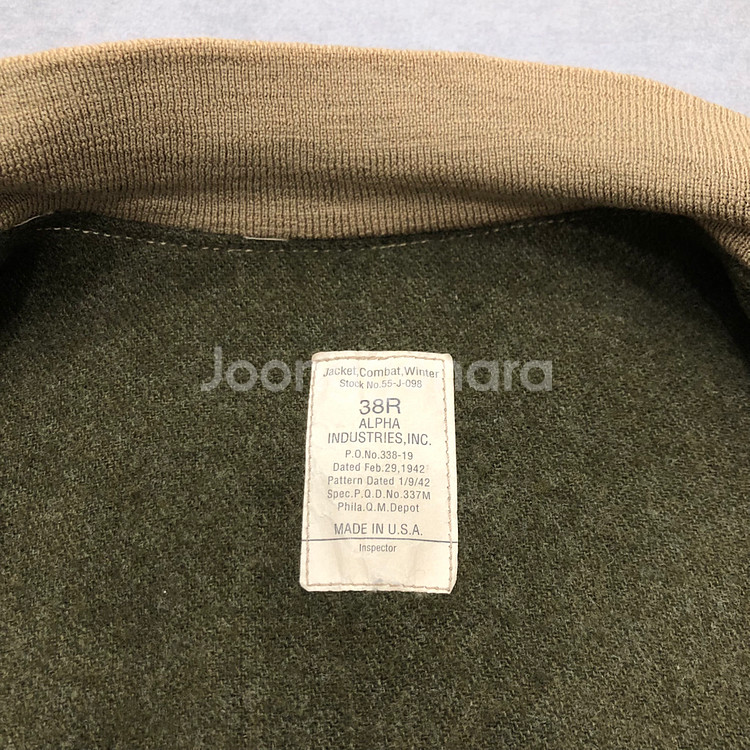 Jacket,Combat,Winter
Stock No.55-J-098
38R
ALPHA
INDUSTRIES,INC.
P.O.No.338-19
Dated Feb.29,1942
Pattern Dated 1/9/42
Spec.P.Q.D.No.337M
Phila.Q.M.Depot
MADE IN U.S.A.
Inspector